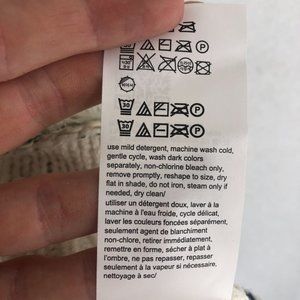 use mild detergent, machine wash cold,
gentle cycle, wash dark colors
separately, non-chlorine bleach only,
remove promptly, reshape to size, dry
flat in shade, do not iron, steam only if
needed, dry clean/
utiliser un détergent doux, laver à la
machine à l'eau froide, cycle délicat,
laver les couleurs foncées séparément,
seulement agent de blanchiment
non-chlore, retirer immédiatement,
remettre en forme, sécher à plat à
l'ombre, ne pas repasser, repasser
seulement à la vapeur si nécessaire,
nettoyage à sec/